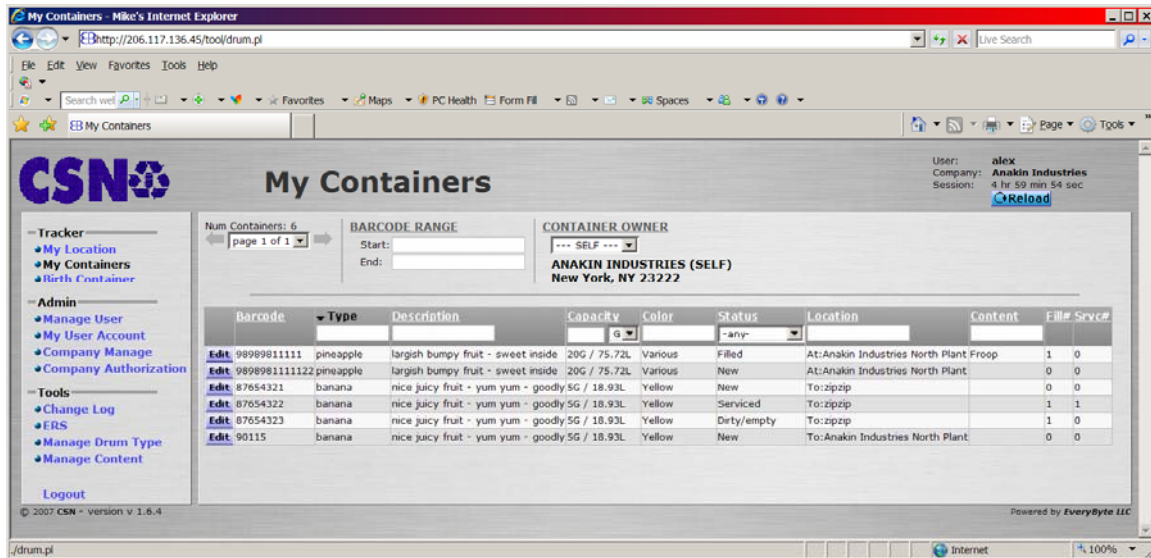 My Containers - Mike's Internet Explorer
http://206.117.136.45/tool/drum.pl
Live Search
File Edit View Favorites Tools Help
Search wel Favorites Maps PC Health Form Fill Spaces
My Containers
Page Tools
CSN
My Containers
User: alex
Company: Anakin Industries
Session: 4 hr 59 min 54 sec
Reload
Tracker
My Location
My Containers
Birth Container
Admin
Manage User
My User Account
Company Manage
Company Authorization
Tools
Change Log
ERS
Manage Drum Type
Manage Content
Logout
Num Containers: 6
page 1 of 1
BARCODE RANGE
Start:
End:
CONTAINER OWNER
--- SELF ---
ANAKIN INDUSTRIES (SELF)
New York, NY 23222
Barcode Type Description Capacity Color Status Location Content Fill# Srvc#
G -any-
Edit 98989811111 pineapple largish bumpy fruit - sweet inside 20G / 75.72L Various Filled At:Anakin Industries North Plant Froop 1 0
Edit 9898981111122 pineapple largish bumpy fruit - sweet inside 20G / 75.72L Various New At:Anakin Industries North Plant 0 0
Edit 87654321 banana nice juicy fruit - yum yum - goodly 5G / 18.93L Yellow New To:zipzip 0 0
Edit 87654322 banana nice juicy fruit - yum yum - goodly 5G / 18.93L Yellow Serviced To:zipzip 1 1
Edit 87654323 banana nice juicy fruit - yum yum - goodly 5G / 18.93L Yellow Dirty/empty To:zipzip 1 0
Edit 90115 banana nice juicy fruit - yum yum - goodly 5G / 18.93L Yellow New To:Anakin Industries North Plant 0 0
© 2007 CSN - version v 1.6.4
Powered by EveryByte LLC
./drum.pl
Internet
100%